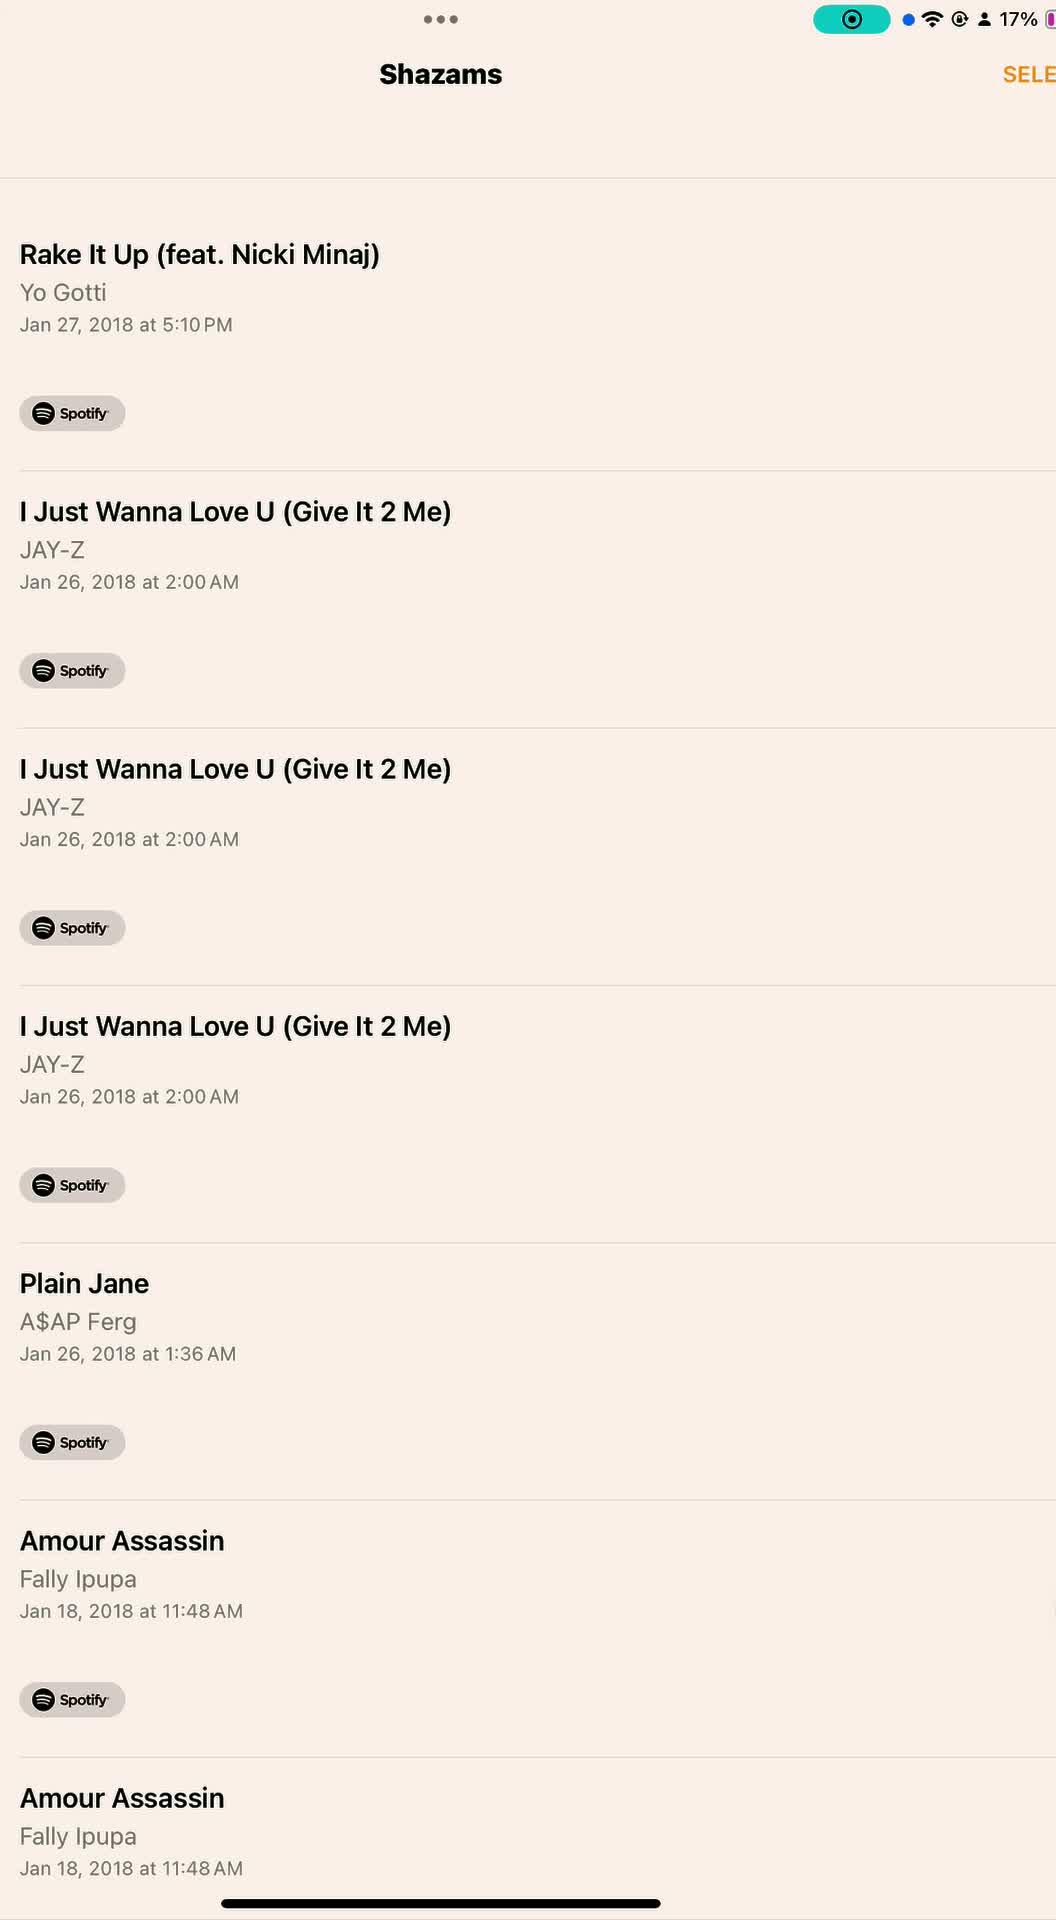 17%
Shazams
Rake It Up (feat. Nicki Minaj)
Yo Gotti
Jan 27, 2018 at 5:10 PM
Spotify
I Just Wanna Love U (Give It 2 Me)
JAY-Z
Jan 26, 2018 at 2:00 AM
Spotify
I Just Wanna Love U (Give It 2 Me)
JAY-Z
Jan 26, 2018 at 2:00 AM
Spotify
I Just Wanna Love U (Give It 2 Me)
JAY-Z
Jan 26, 2018 at 2:00 AM
Spotify
Plain Jane
A$AP Ferg
Jan 26, 2018 at 1:36 AM
Spotify
Amour Assassin
Fally Ipupa
Jan 18, 2018 at 11:48 AM
Spotify
Amour Assassin
Fally Ipupa
Jan 18, 2018 at 11:48 AM